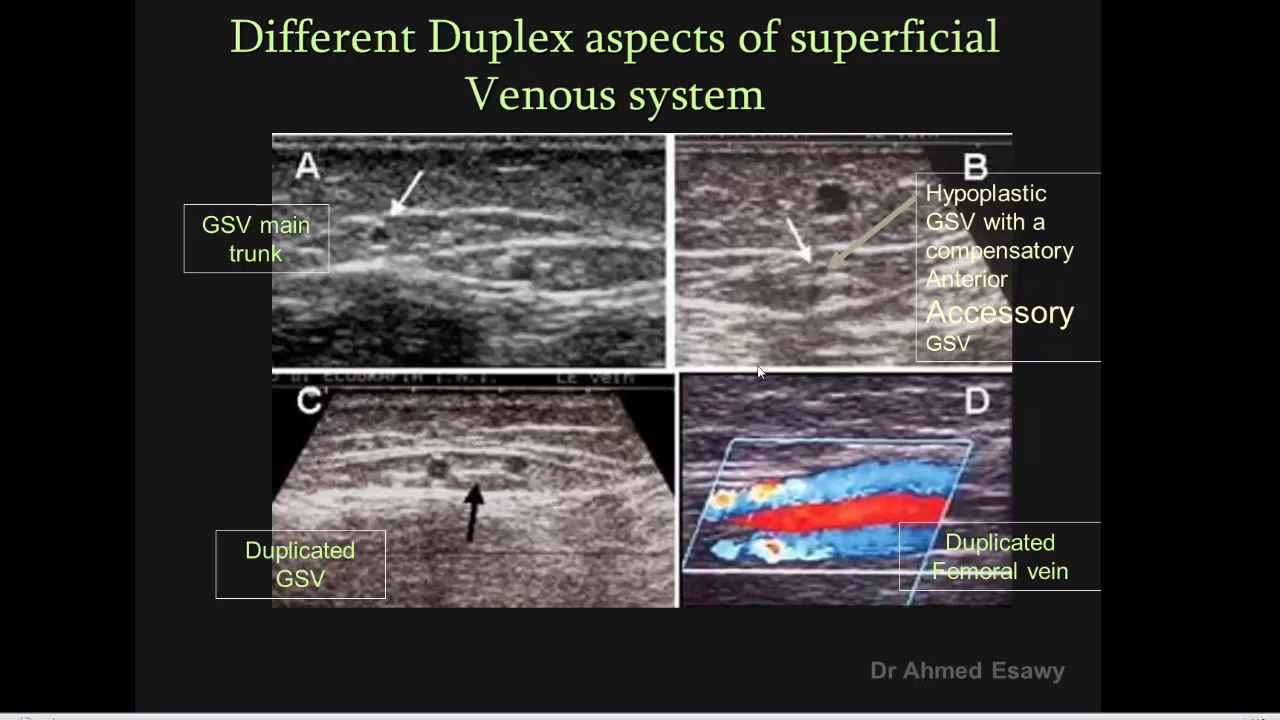 Different Duplex aspects of superficial
Venous system
A
GSV main
trunk
B
Hypoplastic
GSV with a
compensatory
Anterior
Accessory
GSV
C
Duplicated
GSV
D
Duplicated
Femoral vein
Dr Ahmed Esawy